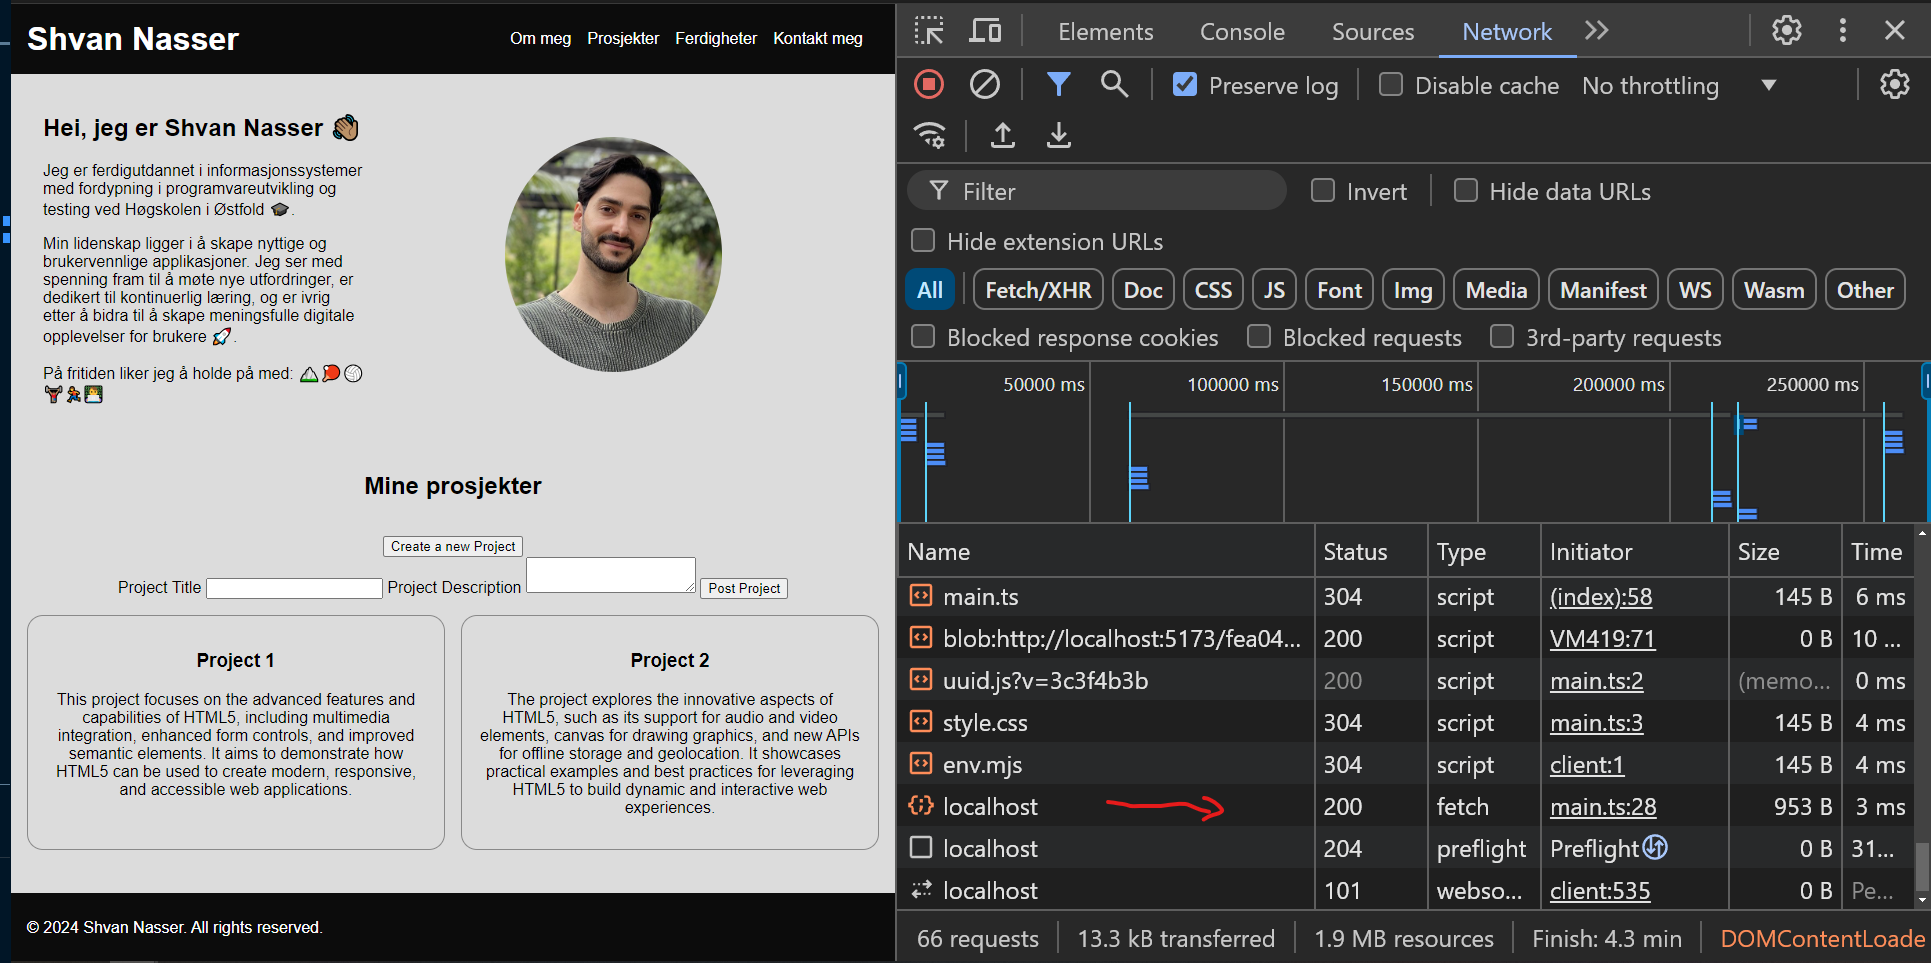 Shvan Nasser
Om meg Prosjekter Ferdigheter Kontakt meg
Hei, jeg er Shvan Nasser 👋🏽
Jeg er ferdigutdannet i informasjonssystemer
med fordypning i programvareutvikling og
testing ved Høgskolen i Østfold 🎓.
Min lidenskap ligger i å skape nyttige og
brukervennlige applikasjoner. Jeg ser med
spenning fram til å møte nye utfordringer, er
dedikert til kontinuerlig læring, og er ivrig
etter å bidra til å skape meningsfulle digitale
opplevelser for brukere 🚀.
På fritiden liker jeg å holde på med:
Mine prosjekter
Create a new Project
Project Title Project Description Post Project
Project 1
This project focuses on the advanced features and
capabilities of HTML5, including multimedia
integration, enhanced form controls, and improved
semantic elements. It aims to demonstrate how
HTML5 can be used to create modern, responsive,
and accessible web applications.
Project 2
The project explores the innovative aspects of
HTML5, such as its support for audio and video
elements, canvas for drawing graphics, and new APIs
for offline storage and geolocation. It showcases
practical examples and best practices for leveraging
HTML5 to build dynamic and interactive web
experiences.
© 2024 Shvan Nasser. All rights reserved.
Elements Console Sources Network
Preserve log Disable cache No throttling
Filter Invert Hide data URLs
Hide extension URLs
All Fetch/XHR Doc CSS JS Font Img Media Manifest WS Wasm Other
Blocked response cookies Blocked requests 3rd-party requests
50000 ms 100000 ms 150000 ms 200000 ms 250000 ms
Name Status Type Initiator Size Time
main.ts 304 script (index):58 145 B 6 ms
blob:http://localhost:5173/fea04... 200 script VM419:71 0 B 10 ...
uuid.js?v=3c3f4b3b 200 script main.ts:2 (memo... 0 ms
style.css 304 script main.ts:3 145 B 4 ms
env.mjs 304 script client:1 145 B 4 ms
localhost 200 fetch main.ts:28 953 B 3 ms
localhost 204 preflight Preflight 0 B 31...
localhost 101 webso... client:535 0 B Pe...
66 requests 13.3 kB transferred 1.9 MB resources Finish: 4.3 min DOMContentLoade